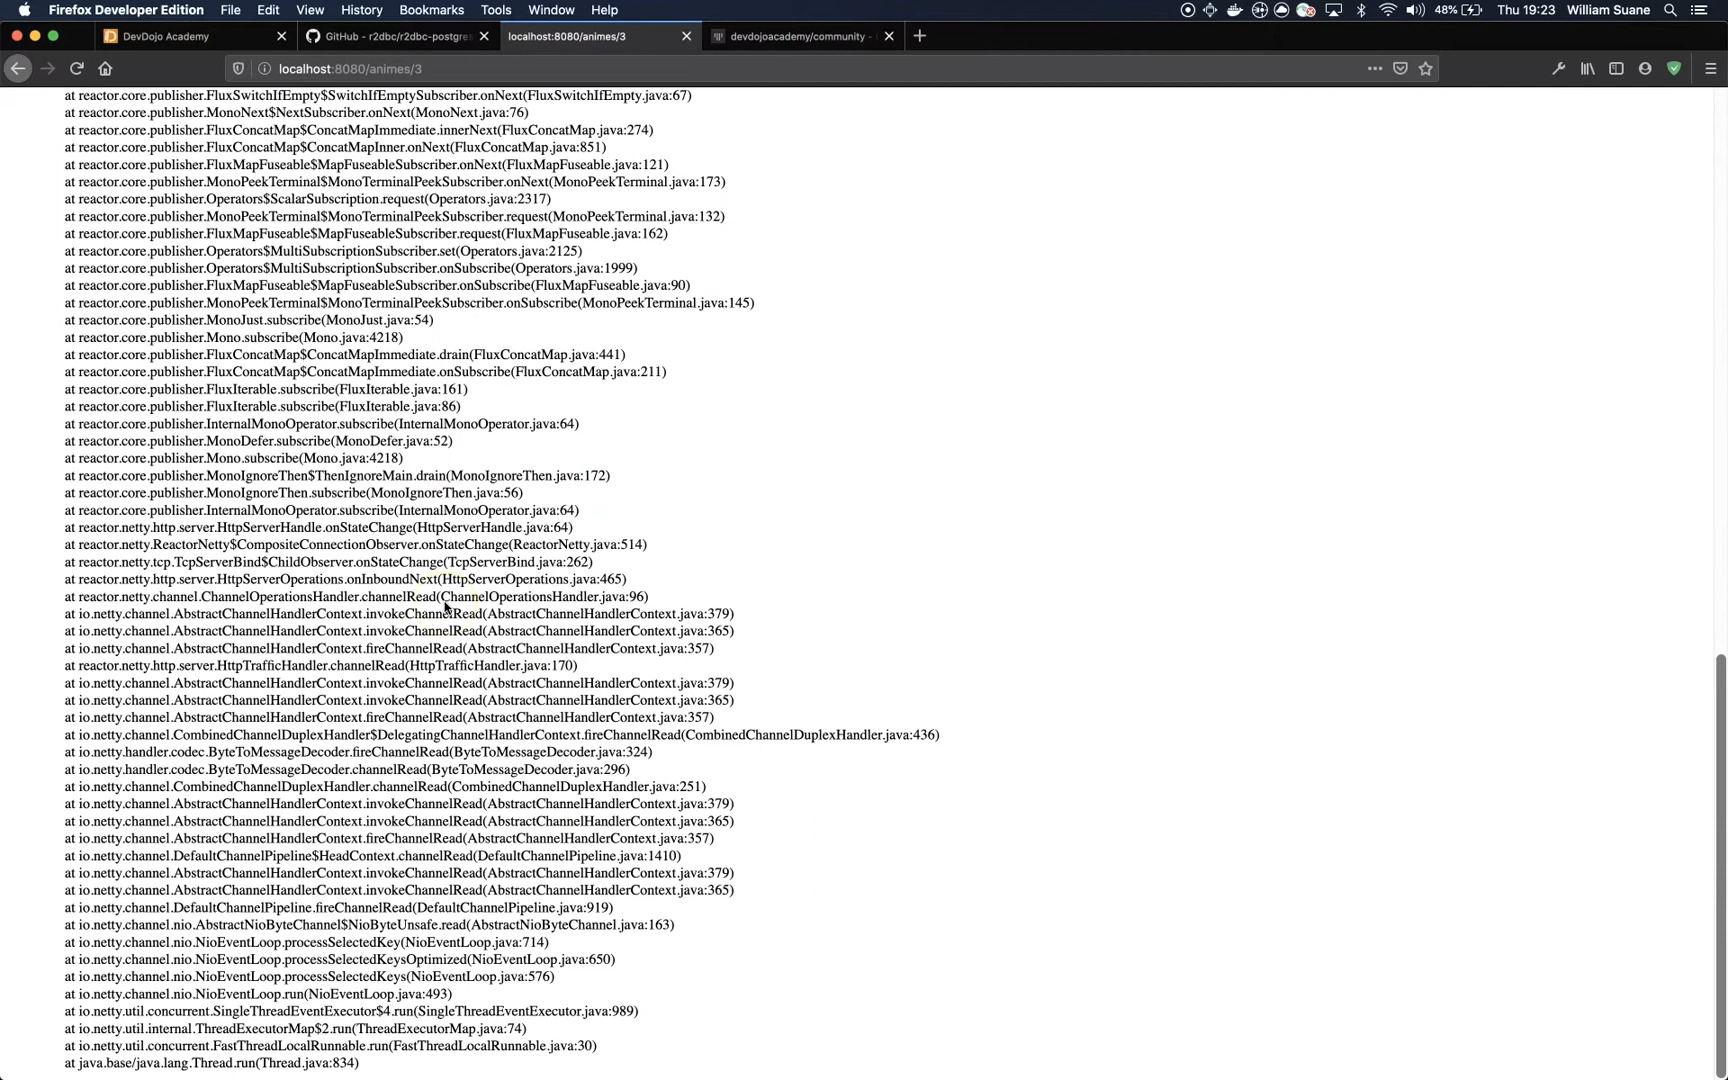 Firefox Developer Edition File Edit View History Bookmarks Tools Window Help 48% Thu 19:23 William Suane
DevDojo Academy GitHub - r2dbc/r2dbc-postgre localhost:8080/animes/3 devdojoacademy/community -
localhost:8080/animes/3
at reactor.core.publisher.FluxSwitchIfEmpty$SwitchIfEmptySubscriber.onNext(FluxSwitchIfEmpty.java:67)
at reactor.core.publisher.MonoNext$NextSubscriber.onNext(MonoNext.java:76)
at reactor.core.publisher.FluxConcatMap$ConcatMapImmediate.innerNext(FluxConcatMap.java:274)
at reactor.core.publisher.FluxConcatMap$ConcatMapInner.onNext(FluxConcatMap.java:851)
at reactor.core.publisher.FluxMapFuseable$MapFuseableSubscriber.onNext(FluxMapFuseable.java:121)
at reactor.core.publisher.MonoPeekTerminal$MonoTerminalPeekSubscriber.onNext(MonoPeekTerminal.java:173)
at reactor.core.publisher.Operators$ScalarSubscription.request(Operators.java:2317)
at reactor.core.publisher.MonoPeekTerminal$MonoTerminalPeekSubscriber.request(MonoPeekTerminal.java:132)
at reactor.core.publisher.FluxMapFuseable$MapFuseableSubscriber.request(FluxMapFuseable.java:162)
at reactor.core.publisher.Operators$MultiSubscriptionSubscriber.set(Operators.java:2125)
at reactor.core.publisher.Operators$MultiSubscriptionSubscriber.onSubscribe(Operators.java:1999)
at reactor.core.publisher.FluxMapFuseable$MapFuseableSubscriber.onSubscribe(FluxMapFuseable.java:90)
at reactor.core.publisher.MonoPeekTerminal$MonoTerminalPeekSubscriber.onSubscribe(MonoPeekTerminal.java:145)
at reactor.core.publisher.MonoJust.subscribe(MonoJust.java:54)
at reactor.core.publisher.Mono.subscribe(Mono.java:4218)
at reactor.core.publisher.FluxConcatMap$ConcatMapImmediate.drain(FluxConcatMap.java:441)
at reactor.core.publisher.FluxConcatMap$ConcatMapImmediate.onSubscribe(FluxConcatMap.java:211)
at reactor.core.publisher.FluxIterable.subscribe(FluxIterable.java:161)
at reactor.core.publisher.FluxIterable.subscribe(FluxIterable.java:86)
at reactor.core.publisher.InternalMonoOperator.subscribe(InternalMonoOperator.java:64)
at reactor.core.publisher.MonoDefer.subscribe(MonoDefer.java:52)
at reactor.core.publisher.Mono.subscribe(Mono.java:4218)
at reactor.core.publisher.MonoIgnoreThen$ThenIgnoreMain.drain(MonoIgnoreThen.java:172)
at reactor.core.publisher.MonoIgnoreThen.subscribe(MonoIgnoreThen.java:56)
at reactor.core.publisher.InternalMonoOperator.subscribe(InternalMonoOperator.java:64)
at reactor.netty.http.server.HttpServerHandle.onStateChange(HttpServerHandle.java:64)
at reactor.netty.ReactorNetty$CompositeConnectionObserver.onStateChange(ReactorNetty.java:514)
at reactor.netty.tcp.TcpServerBind$ChildObserver.onStateChange(TcpServerBind.java:262)
at reactor.netty.http.server.HttpServerOperations.onInboundNext(HttpServerOperations.java:465)
at reactor.netty.channel.ChannelOperationsHandler.channelRead(ChannelOperationsHandler.java:96)
at io.netty.channel.AbstractChannelHandlerContext.invokeChannelRead(AbstractChannelHandlerContext.java:379)
at io.netty.channel.AbstractChannelHandlerContext.invokeChannelRead(AbstractChannelHandlerContext.java:365)
at io.netty.channel.AbstractChannelHandlerContext.fireChannelRead(AbstractChannelHandlerContext.java:357)
at reactor.netty.http.server.HttpTrafficHandler.channelRead(HttpTrafficHandler.java:170)
at io.netty.channel.AbstractChannelHandlerContext.invokeChannelRead(AbstractChannelHandlerContext.java:379)
at io.netty.channel.AbstractChannelHandlerContext.invokeChannelRead(AbstractChannelHandlerContext.java:365)
at io.netty.channel.AbstractChannelHandlerContext.fireChannelRead(AbstractChannelHandlerContext.java:357)
at io.netty.channel.CombinedChannelDuplexHandler$DelegatingChannelHandlerContext.fireChannelRead(CombinedChannelDuplexHandler.java:436)
at io.netty.handler.codec.ByteToMessageDecoder.fireChannelRead(ByteToMessageDecoder.java:324)
at io.netty.handler.codec.ByteToMessageDecoder.channelRead(ByteToMessageDecoder.java:296)
at io.netty.channel.CombinedChannelDuplexHandler.channelRead(CombinedChannelDuplexHandler.java:251)
at io.netty.channel.AbstractChannelHandlerContext.invokeChannelRead(AbstractChannelHandlerContext.java:379)
at io.netty.channel.AbstractChannelHandlerContext.invokeChannelRead(AbstractChannelHandlerContext.java:365)
at io.netty.channel.AbstractChannelHandlerContext.fireChannelRead(AbstractChannelHandlerContext.java:357)
at io.netty.channel.DefaultChannelPipeline$HeadContext.channelRead(DefaultChannelPipeline.java:1410)
at io.netty.channel.AbstractChannelHandlerContext.invokeChannelRead(AbstractChannelHandlerContext.java:379)
at io.netty.channel.AbstractChannelHandlerContext.invokeChannelRead(AbstractChannelHandlerContext.java:365)
at io.netty.channel.DefaultChannelPipeline.fireChannelRead(DefaultChannelPipeline.java:919)
at io.netty.channel.nio.AbstractNioByteChannel$NioByteUnsafe.read(AbstractNioByteChannel.java:163)
at io.netty.channel.nio.NioEventLoop.processSelectedKey(NioEventLoop.java:714)
at io.netty.channel.nio.NioEventLoop.processSelectedKeysOptimized(NioEventLoop.java:650)
at io.netty.channel.nio.NioEventLoop.processSelectedKeys(NioEventLoop.java:576)
at io.netty.channel.nio.NioEventLoop.run(NioEventLoop.java:493)
at io.netty.util.concurrent.SingleThreadEventExecutor$4.run(SingleThreadEventExecutor.java:989)
at io.netty.util.internal.ThreadExecutorMap$2.run(ThreadExecutorMap.java:74)
at io.netty.util.concurrent.FastThreadLocalRunnable.run(FastThreadLocalRunnable.java:30)
at java.base/java.lang.Thread.run(Thread.java:834)